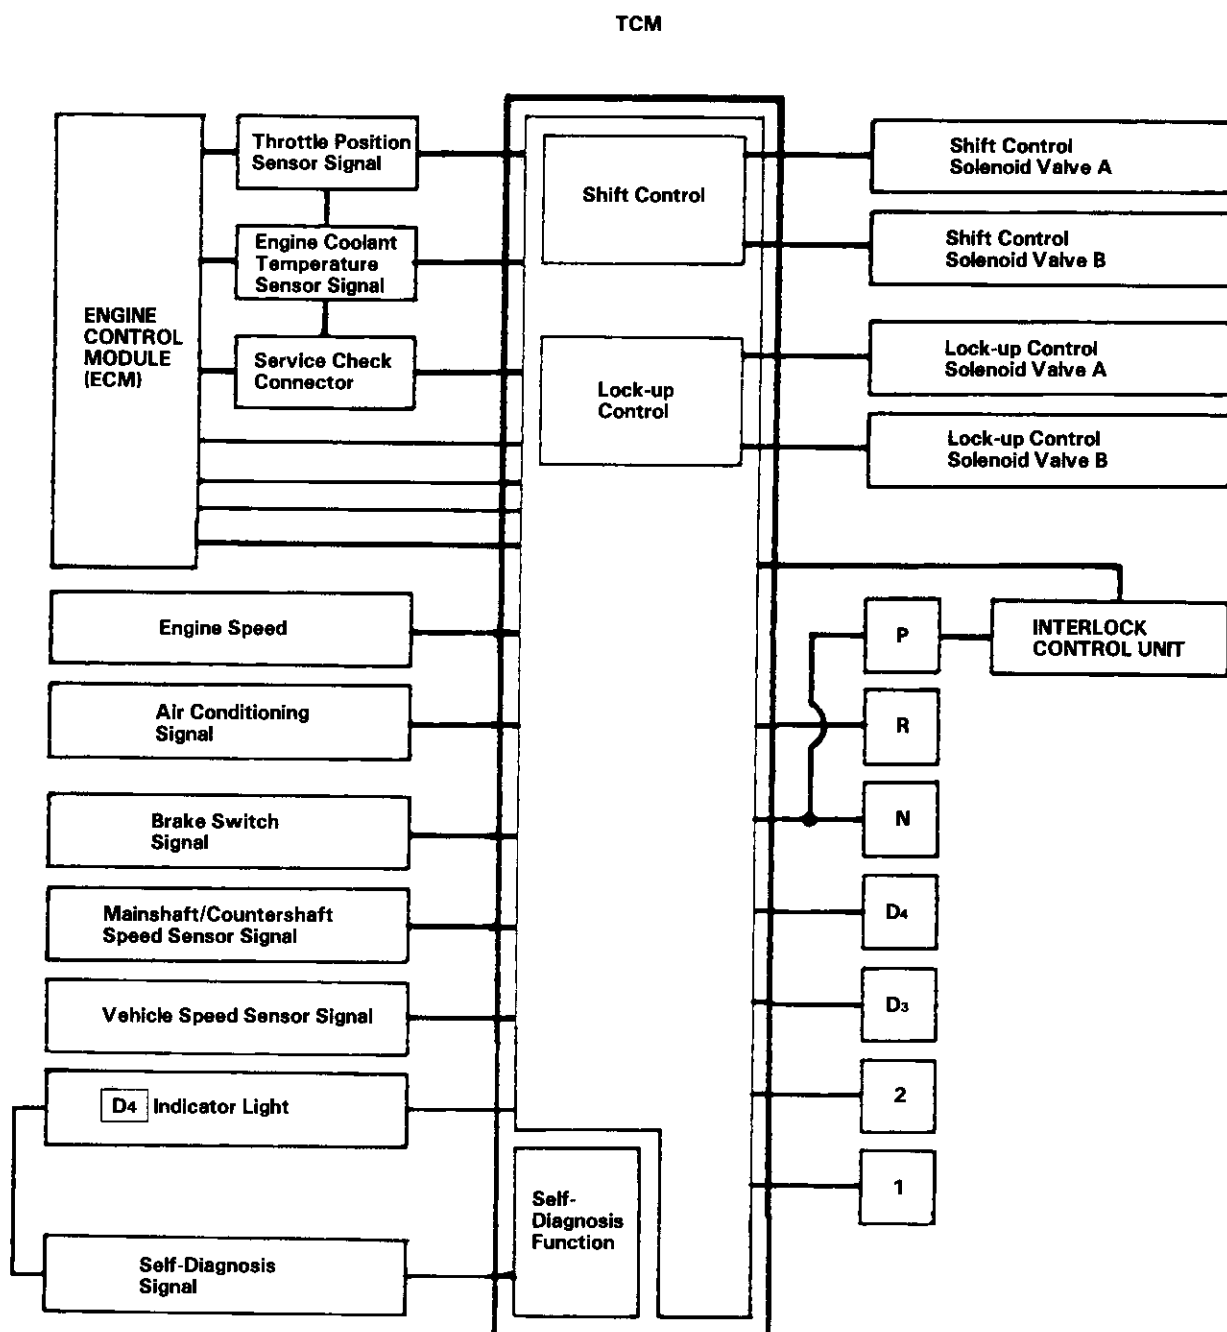 TCM
Throttle Position
Sensor Signal
Engine Coolant
Temperature
Sensor Signal
ENGINE
CONTROL
MODULE
(ECM)
Service Check
Connector
Shift Control
Lock-up
Control
Shift Control
Solenoid Valve A
Shift Control
Solenoid Valve B
Lock-up Control
Solenoid Valve A
Lock-up Control
Solenoid Valve B
Engine Speed
Air Conditioning
Signal
Brake Switch
Signal
Mainshaft/Countershaft
Speed Sensor Signal
Vehicle Speed Sensor Signal
D4 Indicator Light
Self-Diagnosis
Signal
Self-
Diagnosis
Function
P
INTERLOCK
CONTROL UNIT
R
N
D4
D3
2
1